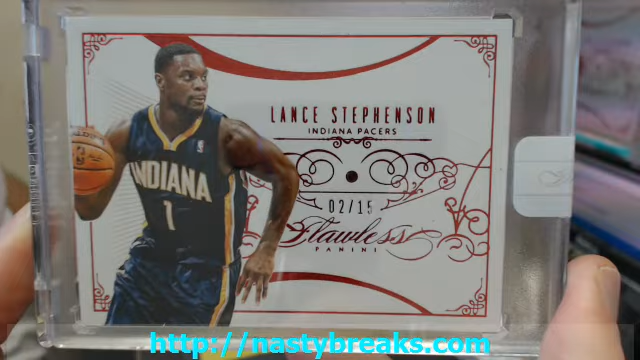 LANCE STEPHENSON
INDIANA PACERS
INDIANA
1
02/15
Flawless
PANINI
http://nastybreaks.com